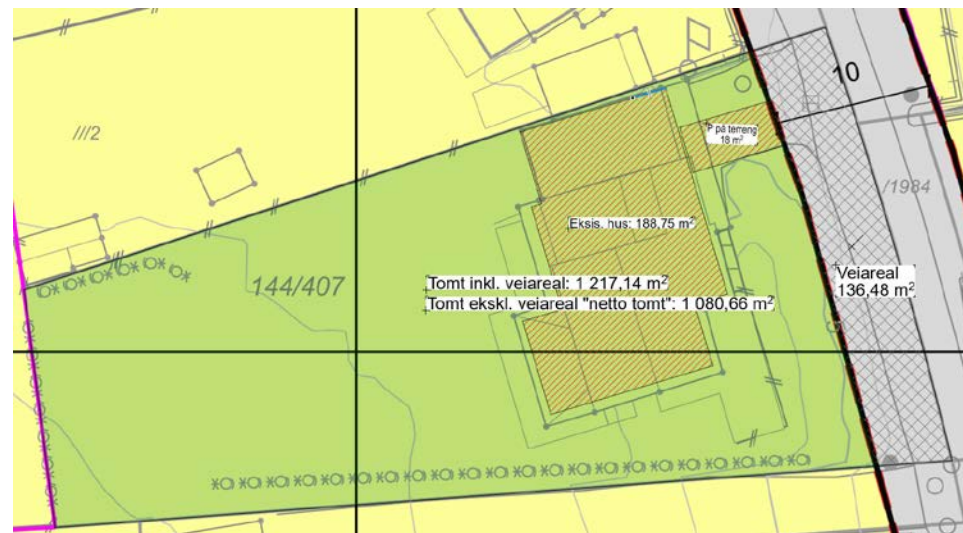 10
///2
P på terreng
18 m²
/1984
Eksis. hus: 188,75 m²
144/407
Tomt inkl. veiareal: 1 217,14 m²
Tomt ekskl. veiareal "netto tomt": 1 080,66 m²
Veiareal
136,48 m²